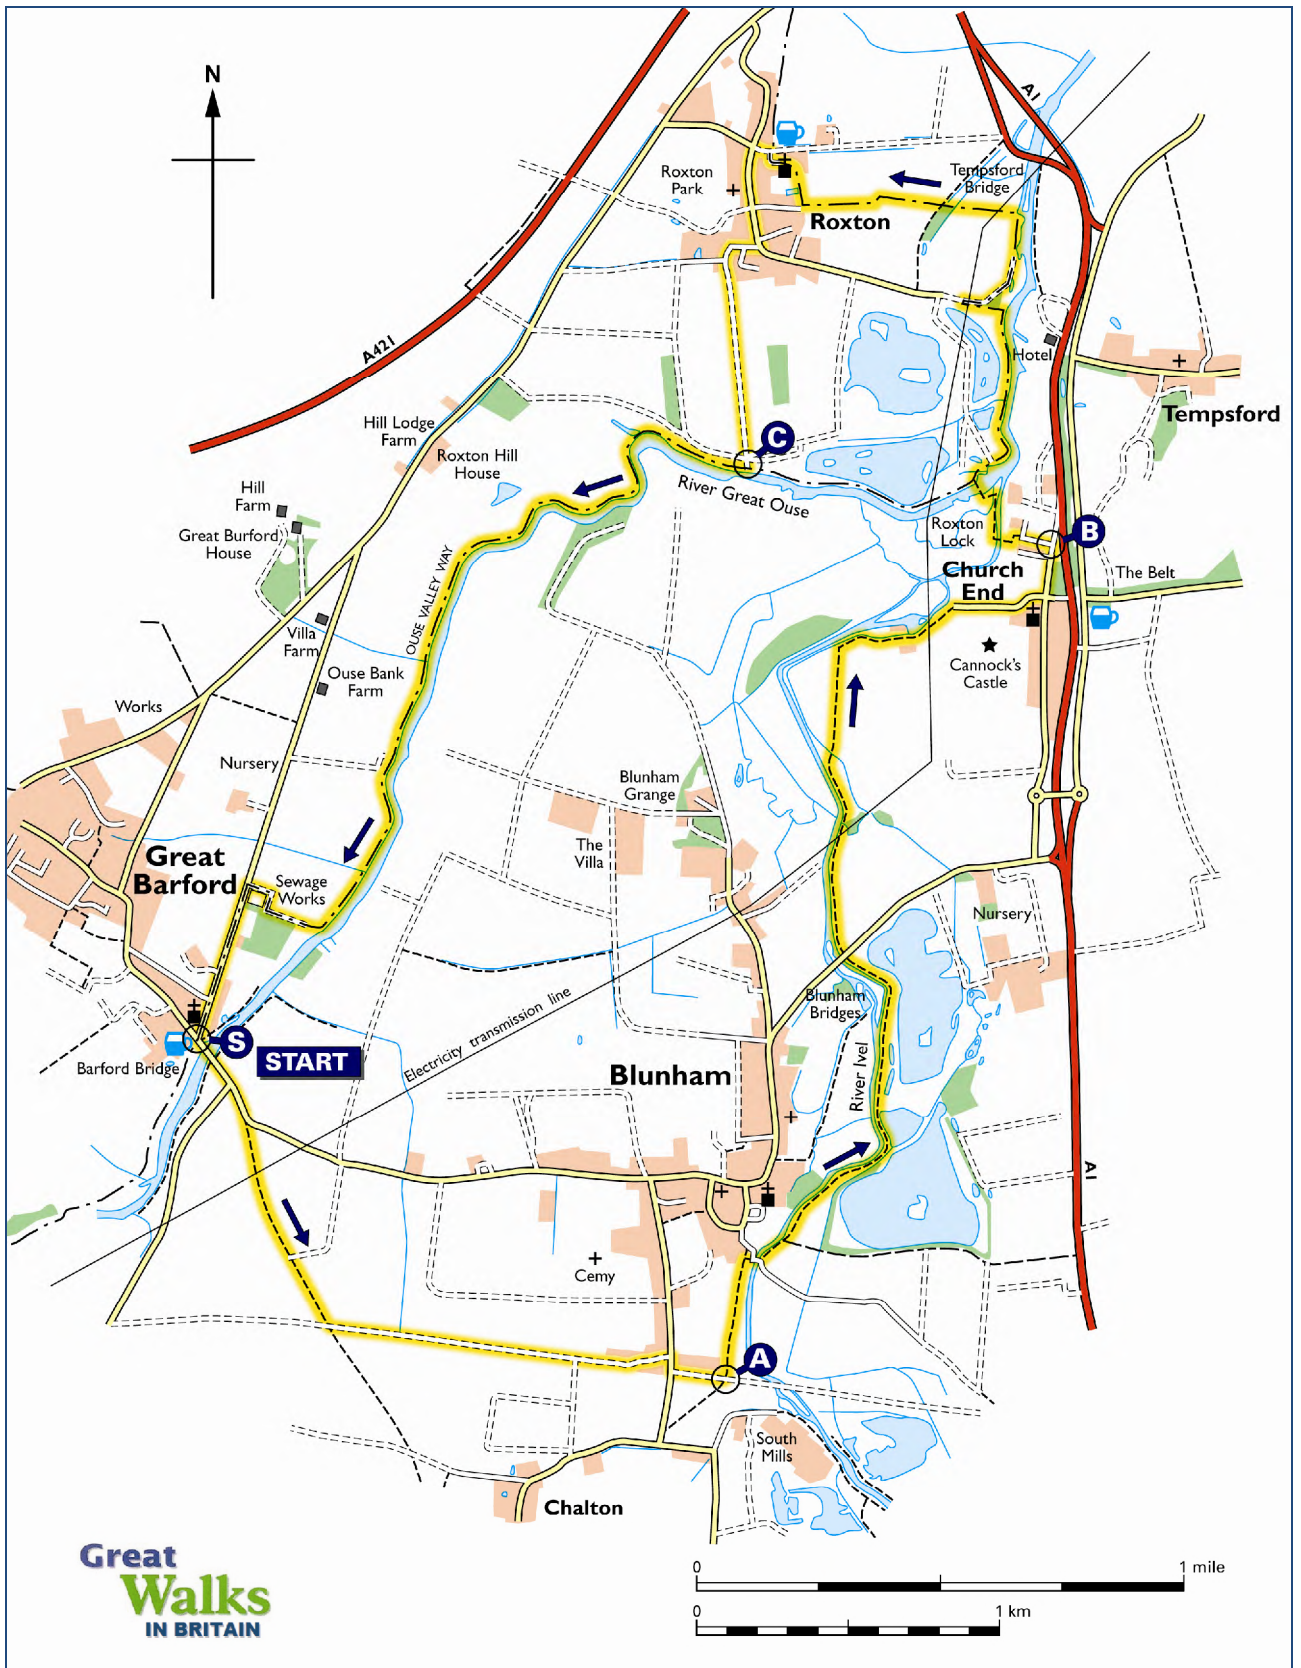 N
A1
Roxton
Park
Tempsford
Bridge
Roxton
A421
Hotel
Tempsford
Hill Lodge
Farm
Roxton Hill
House
C
River Great Ouse
Hill
Farm
Great Burford
House
Roxton
Lock
B
Church
End
The Belt
OUSE VALLEY WAY
Villa
Farm
Ouse Bank
Farm
Cannock's
Castle
Works
Nursery
Blunham
Grange
The
Villa
Great
Barford
Sewage
Works
Nursery
Blunham
Bridges
Electricity transmission line
S
START
Barford Bridge
Blunham
River Ivel
A1
Cemy
A
South
Mills
Chalton
Great
Walks
IN BRITAIN
0 1 mile
0 1 km